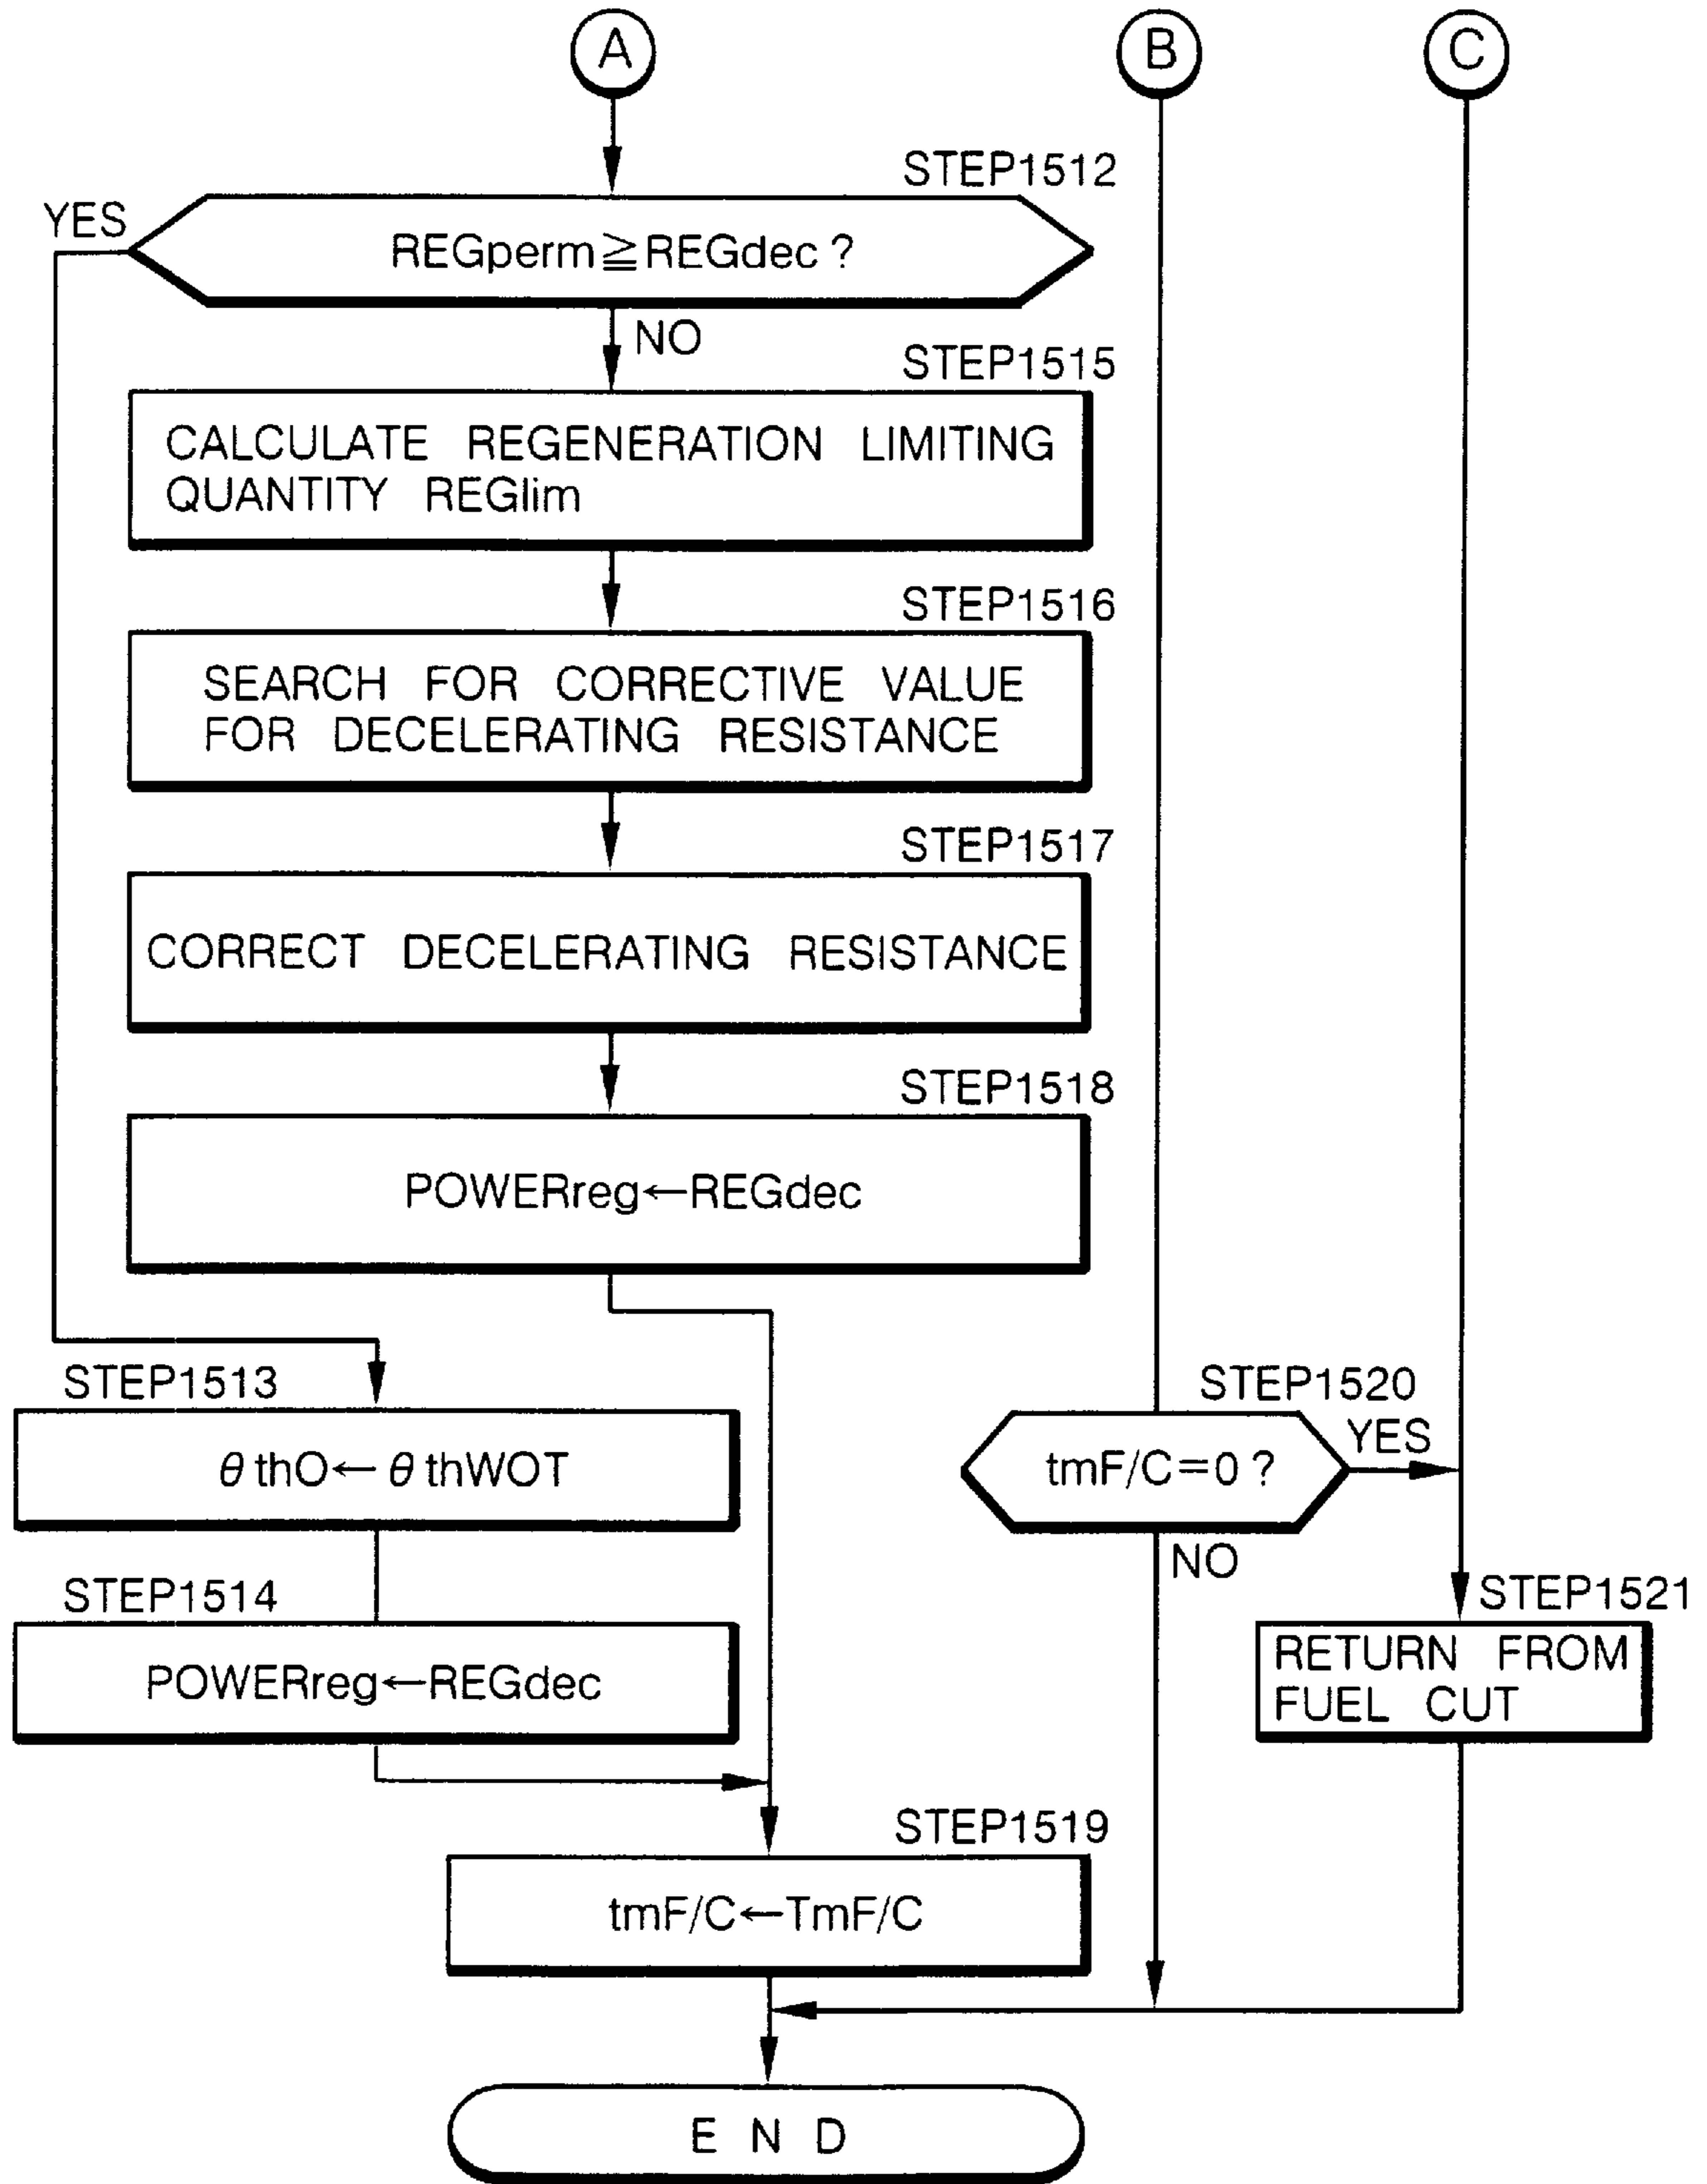 A
B
C
STEP1512
YES
REGperm≧REGdec ?
NO
STEP1515
CALCULATE REGENERATION LIMITING
QUANTITY REGlim
STEP1516
SEARCH FOR CORRECTIVE VALUE
FOR DECELERATING RESISTANCE
STEP1517
CORRECT DECELERATING RESISTANCE
STEP1518
POWERreg←REGdec
STEP1513
θthO←θthWOT
STEP1520
tmF/C=0 ?
YES
NO
STEP1514
POWERreg←REGdec
STEP1521
RETURN FROM
FUEL CUT
STEP1519
tmF/C←TmF/C
E N D